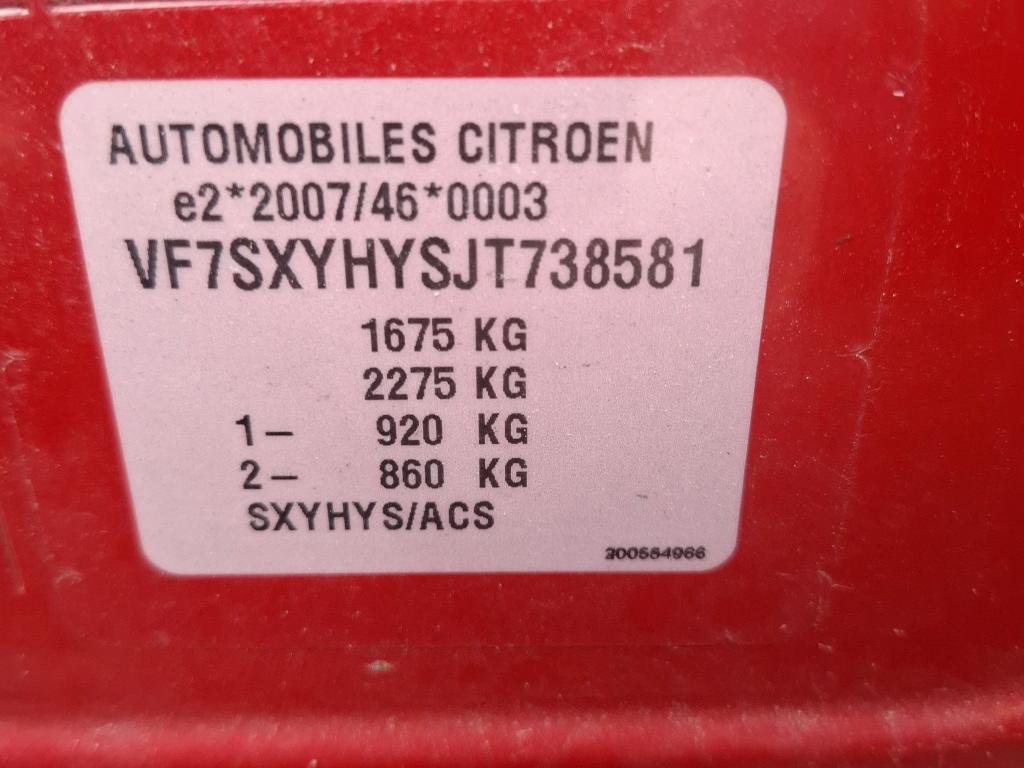 AUTOMOBILES CITROEN
e2*2007/46*0003
VF7SXYHYSJT738581
1675 KG
2275 KG
1– 920 KG
2– 860 KG
SXYHYS/ACS
200554966